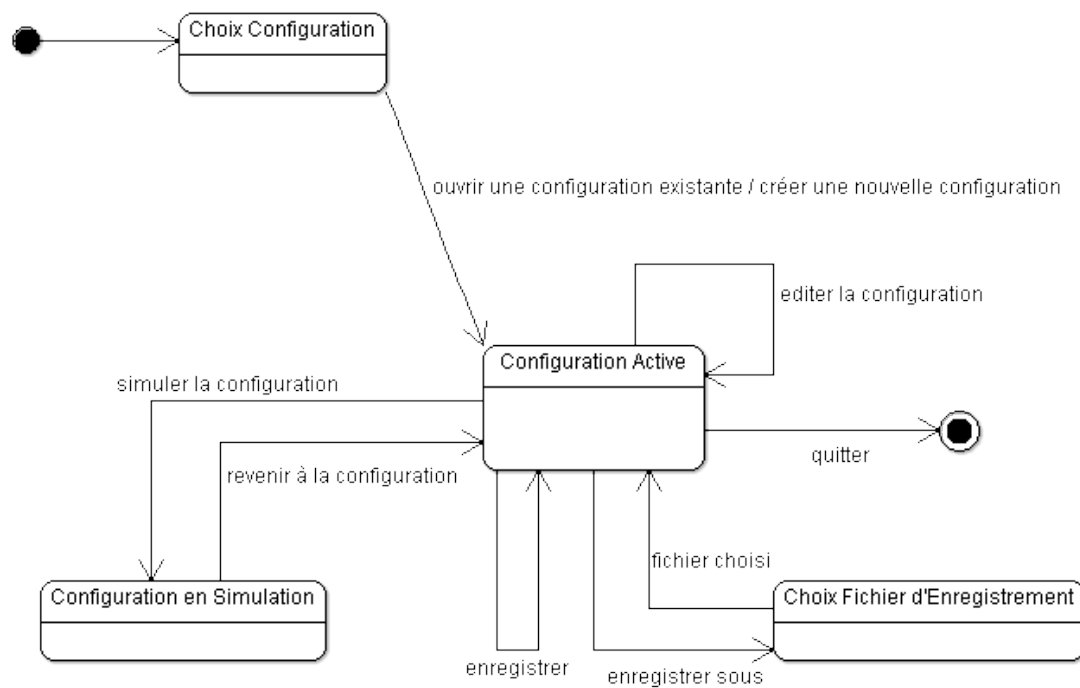 Choix Configuration
ouvrir une configuration existante / créer une nouvelle configuration
editer la configuration
Configuration Active
simuler la configuration
quitter
revenir à la configuration
fichier choisi
Configuration en Simulation
Choix Fichier d'Enregistrement
enregistrer
enregistrer sous